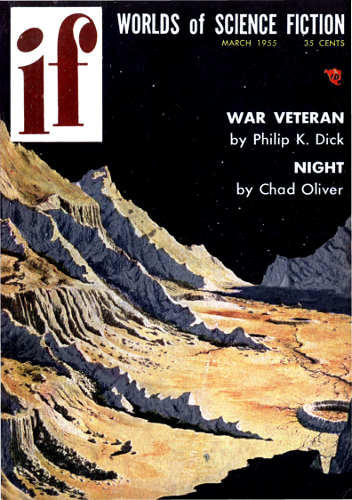 if
WORLDS of SCIENCE FICTION
MARCH 1955 35 CENTS
WAR VETERAN
by Philip K. Dick
NIGHT
by Chad Oliver